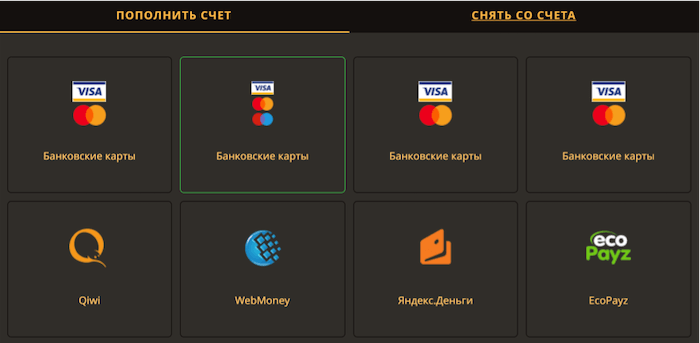 ПОПОЛНИТЬ СЧЕТ
СНЯТЬ СО СЧЕТА
VISA
VISA
VISA
VISA
Банковские карты
Банковские карты
Банковские карты
Банковские карты
eco
Payz
Qiwi
WebMoney
Яндекс.Деньги
EcoPayz